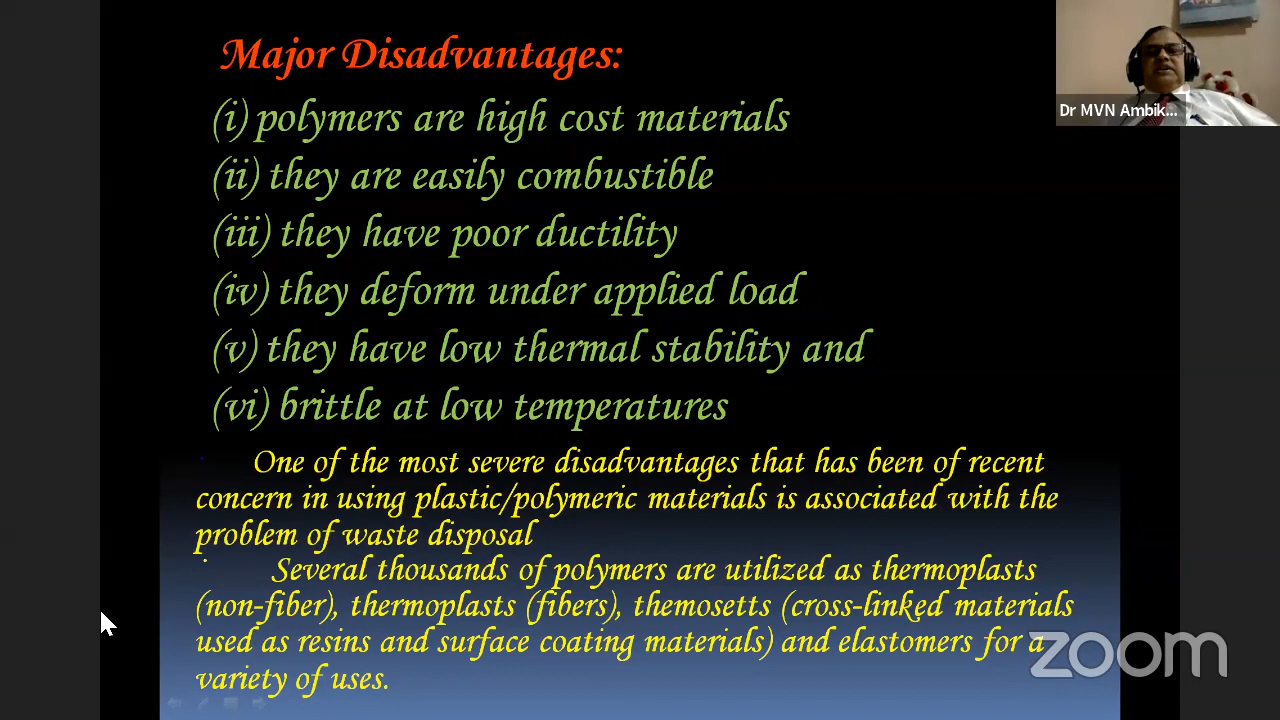 Major Disadvantages:
(i) polymers are high cost materials
(ii) they are easily combustible
(iii) they have poor ductility
(iv) they deform under applied load
(v) they have low thermal stability and
(vi) brittle at low temperatures
One of the most severe disadvantages that has been of recent
concern in using plastic/polymeric materials is associated with the
problem of waste disposal
Several thousands of polymers are utilized as thermoplasts
(non-fiber), thermoplasts (fibers), themosetts (cross-linked materials
used as resins and surface coating materials) and elastomers for a
variety of uses.
Dr MVN Ambik...
zoom